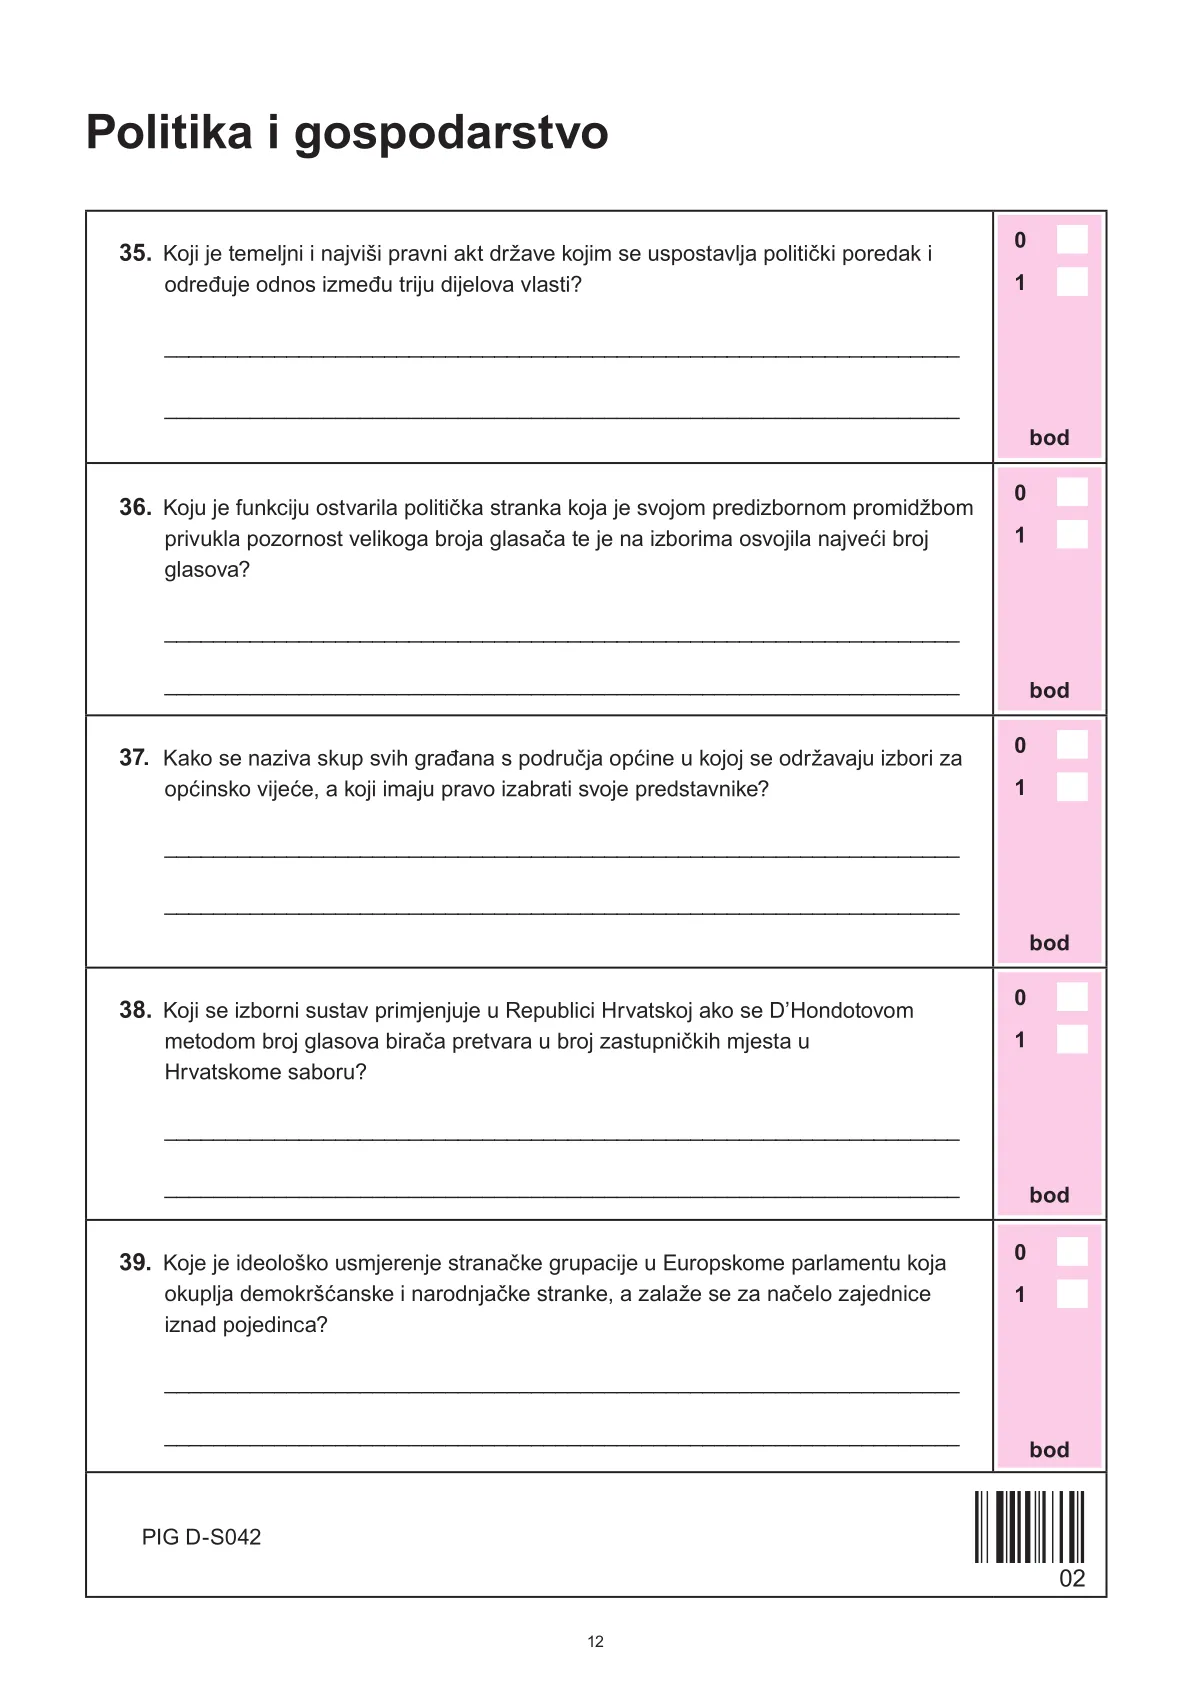 Politika i gospodarstvo
35. Koji je temeljni i najviši pravni akt države kojim se uspostavlja politički poredak i
određuje odnos između triju dijelova vlasti?
0
1
bod
36. Koju je funkciju ostvarila politička stranka koja je svojom predizbornom promidžbom
privukla pozornost velikoga broja glasača te je na izborima osvojila najveći broj
glasova?
0
1
bod
37. Kako se naziva skup svih građana s područja općine u kojoj se održavaju izbori za
općinsko vijeće, a koji imaju pravo izabrati svoje predstavnike?
0
1
bod
38. Koji se izborni sustav primjenjuje u Republici Hrvatskoj ako se D’Hondotovom
metodom broj glasova birača pretvara u broj zastupničkih mjesta u
Hrvatskome saboru?
0
1
bod
39. Koje je ideološko usmjerenje stranačke grupacije u Europskome parlamentu koja
okuplja demokršćanske i narodnjačke stranke, a zalaže se za načelo zajednice
iznad pojedinca?
0
1
bod
PIG D-S042
02
12